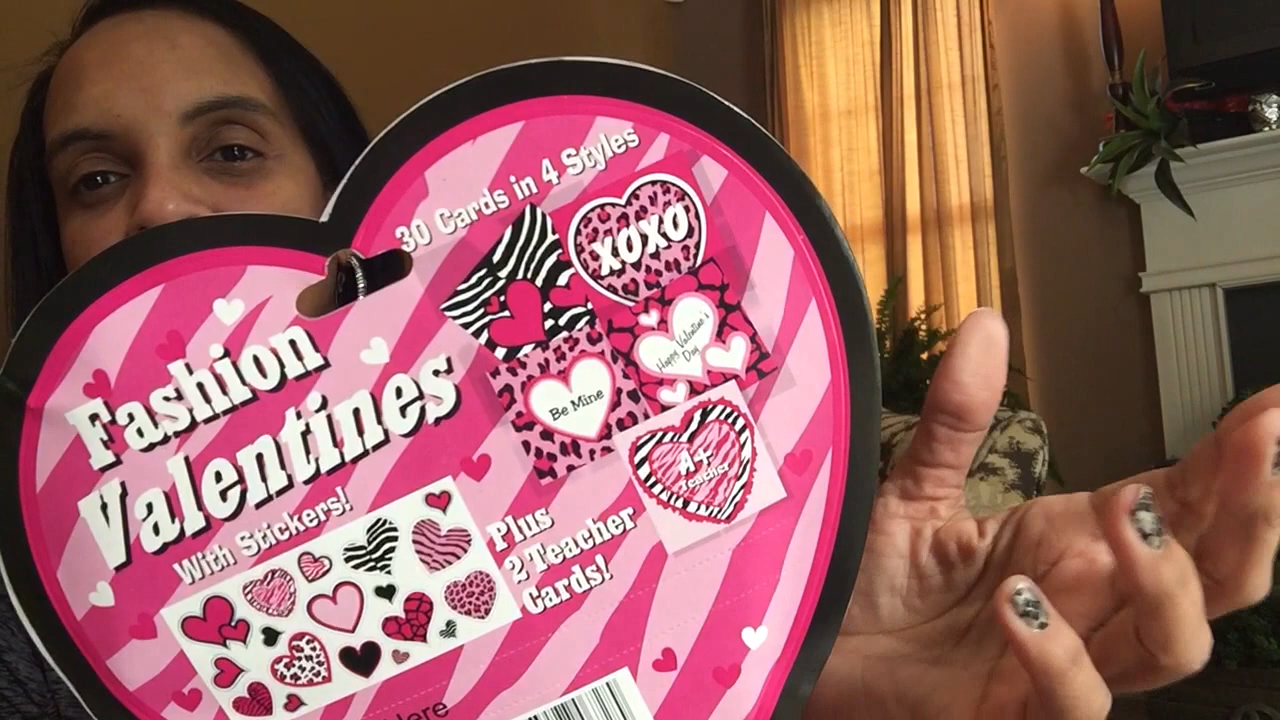 30 Cards in 4 Styles
XOXO
Happy Valentine's
Day
Be Mine
A+
Teacher
Fashion
Valentines
With Stickers!
Plus
2 Teacher
Cards!
Here